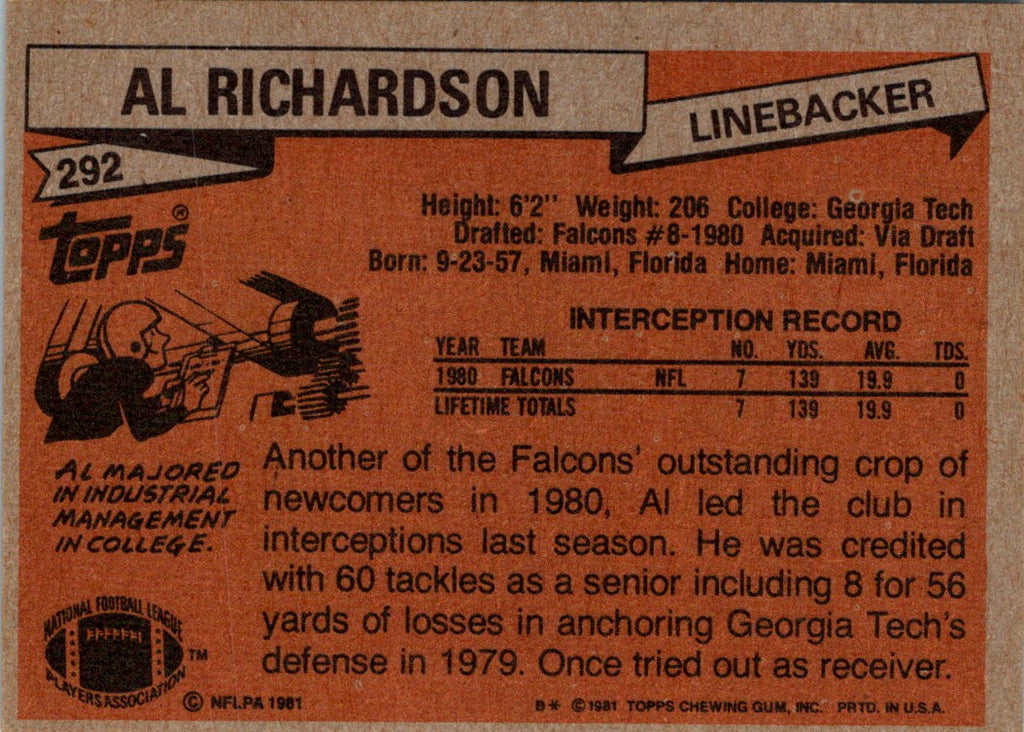 AL RICHARDSON
LINEBACKER
292
Topps®
Height: 6'2" Weight: 206 College: Georgia Tech
Drafted: Falcons #8-1980 Acquired: Via Draft
Born: 9-23-57, Miami, Florida Home: Miami, Florida
INTERCEPTION RECORD
YEAR TEAM NO. YDS. AVG. TDS.
1980 FALCONS NFL 7 139 19.9 0
LIFETIME TOTALS 7 139 19.9 0
AL MAJORED
IN INDUSTRIAL
MANAGEMENT
IN COLLEGE.
Another of the Falcons' outstanding crop of
newcomers in 1980, Al led the club in
interceptions last season. He was credited
with 60 tackles as a senior including 8 for 56
yards of losses in anchoring Georgia Tech's
defense in 1979. Once tried out as receiver.
NATIONAL FOOTBALL LEAGUE
PLAYERS ASSOCIATION
TM
© NFLPA 1981
B* © 1981 TOPPS CHEWING GUM, INC. PRTD. IN U.S.A.